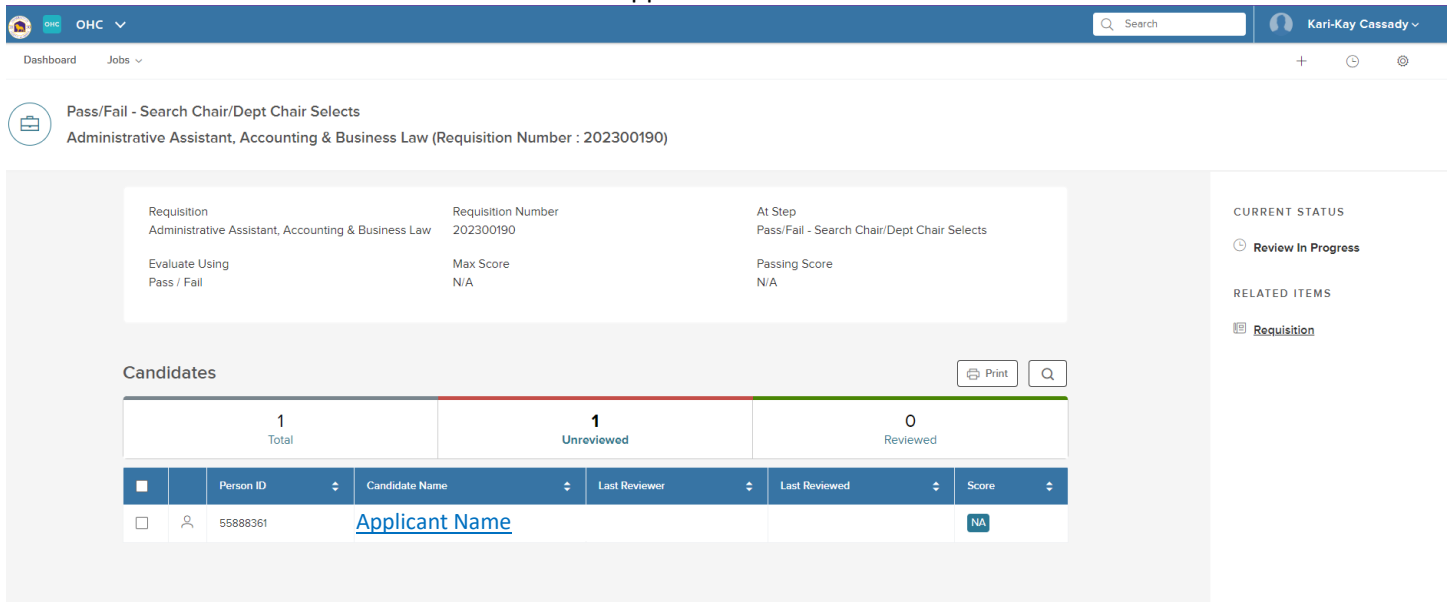 OHC OHC Search Kari-Kay Cassady
Dashboard Jobs
Pass/Fail - Search Chair/Dept Chair Selects
Administrative Assistant, Accounting & Business Law (Requisition Number : 202300190)
Requisition Requisition Number At Step
Administrative Assistant, Accounting & Business Law 202300190 Pass/Fail - Search Chair/Dept Chair Selects
Evaluate Using Max Score Passing Score
Pass / Fail N/A N/A
CURRENT STATUS
Review In Progress
RELATED ITEMS
Requisition
Candidates Print
1 1 0
Total Unreviewed Reviewed
Person ID Candidate Name Last Reviewer Last Reviewed Score
55888361 Applicant Name NA